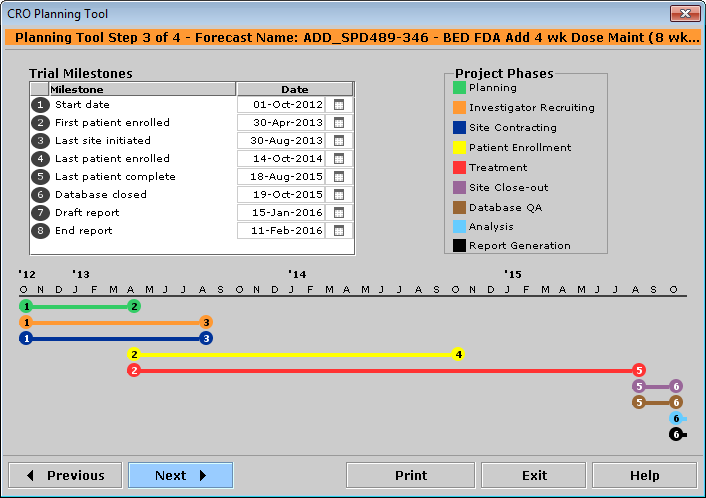 CRO Planning Tool
Planning Tool Step 3 of 4 - Forecast Name: ADD_SPD489-346 - BED FDA Add 4 wk Dose Maint (8 wk...
Trial Milestones
Milestone Date
1 Start date 01-Oct-2012
2 First patient enrolled 30-Apr-2013
3 Last site initiated 30-Aug-2013
4 Last patient enrolled 14-Oct-2014
5 Last patient complete 18-Aug-2015
6 Database closed 19-Oct-2015
7 Draft report 15-Jan-2016
8 End report 11-Feb-2016
Project Phases
Planning
Investigator Recruiting
Site Contracting
Patient Enrollment
Treatment
Site Close-out
Database QA
Analysis
Report Generation
'12 '13 '14 '15
O N D J F M A M J J A S O N D J F M A M J J A S O N D J F M A M J J A S O
1 2
1 3
1 3
2 4
2 5
5 6
5 6
6
6
Previous Next Print Exit Help